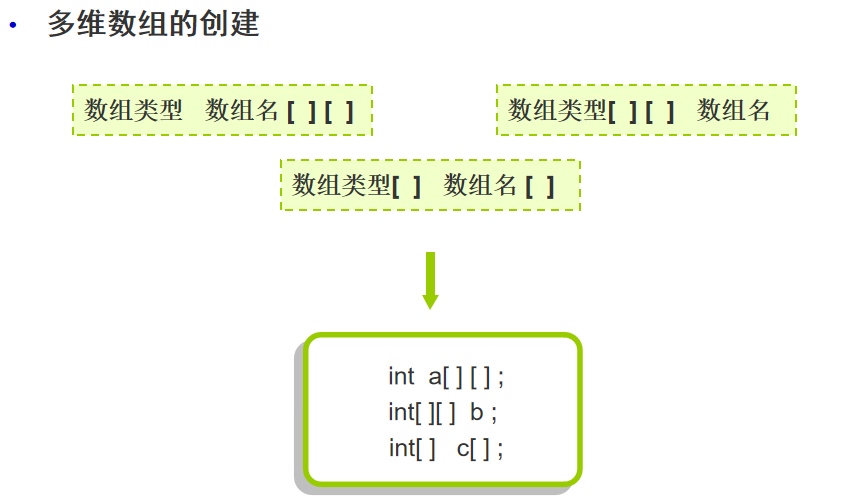 • 多维数组的创建
数组类型 数组名 [ ] [ ]
数组类型[ ] [ ] 数组名
数组类型[ ] 数组名 [ ]
int a[ ] [ ] ;
int[ ][ ] b ;
int[ ] c[ ] ;